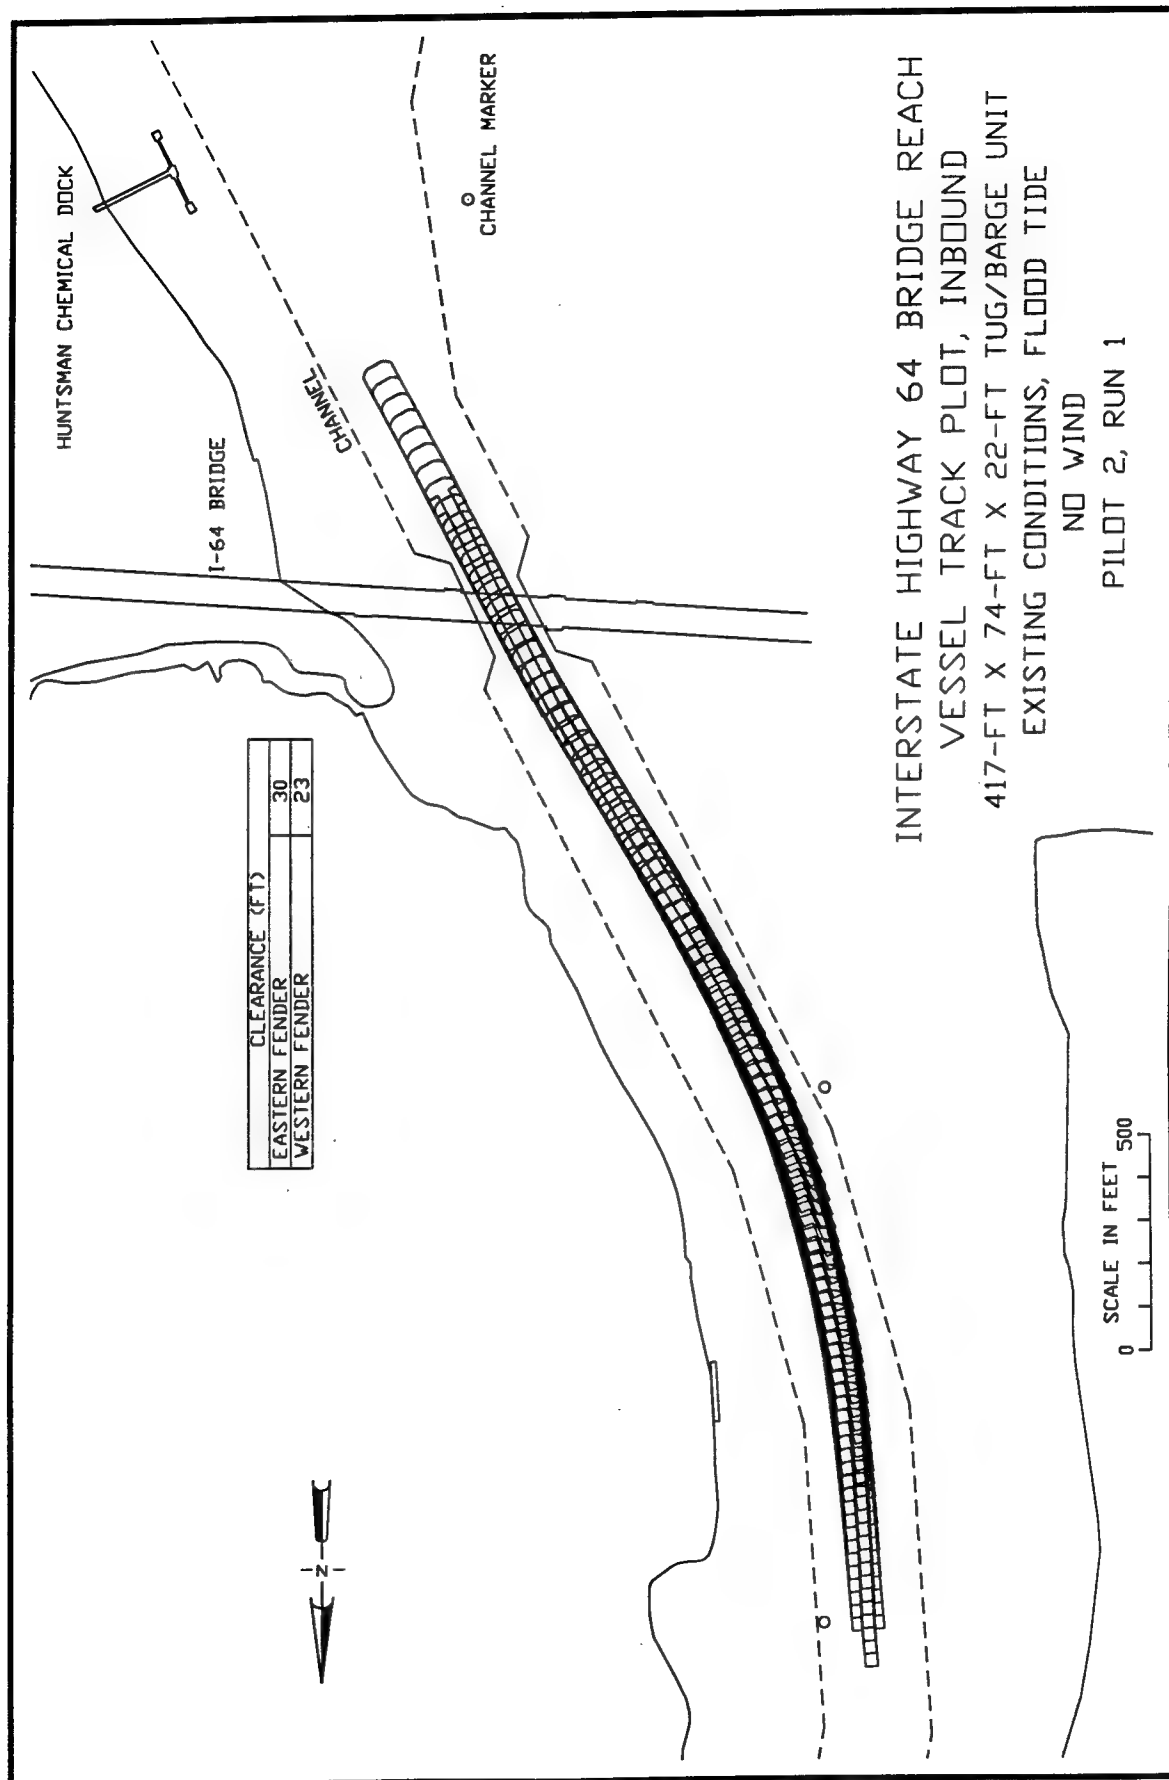 HUNTSMAN CHEMICAL DOCK
I-64 BRIDGE
CHANNEL
CHANNEL MARKER
CLEARANCE (FT)
EASTERN FENDER 30
WESTERN FENDER 23
N
INTERSTATE HIGHWAY 64 BRIDGE REACH
VESSEL TRACK PLOT, INBOUND
417-FT X 74-FT X 22-FT TUG/BARGE UNIT
EXISTING CONDITIONS, FLOOD TIDE
NO WIND
PILOT 2, RUN 1
SCALE IN FEET
0 500